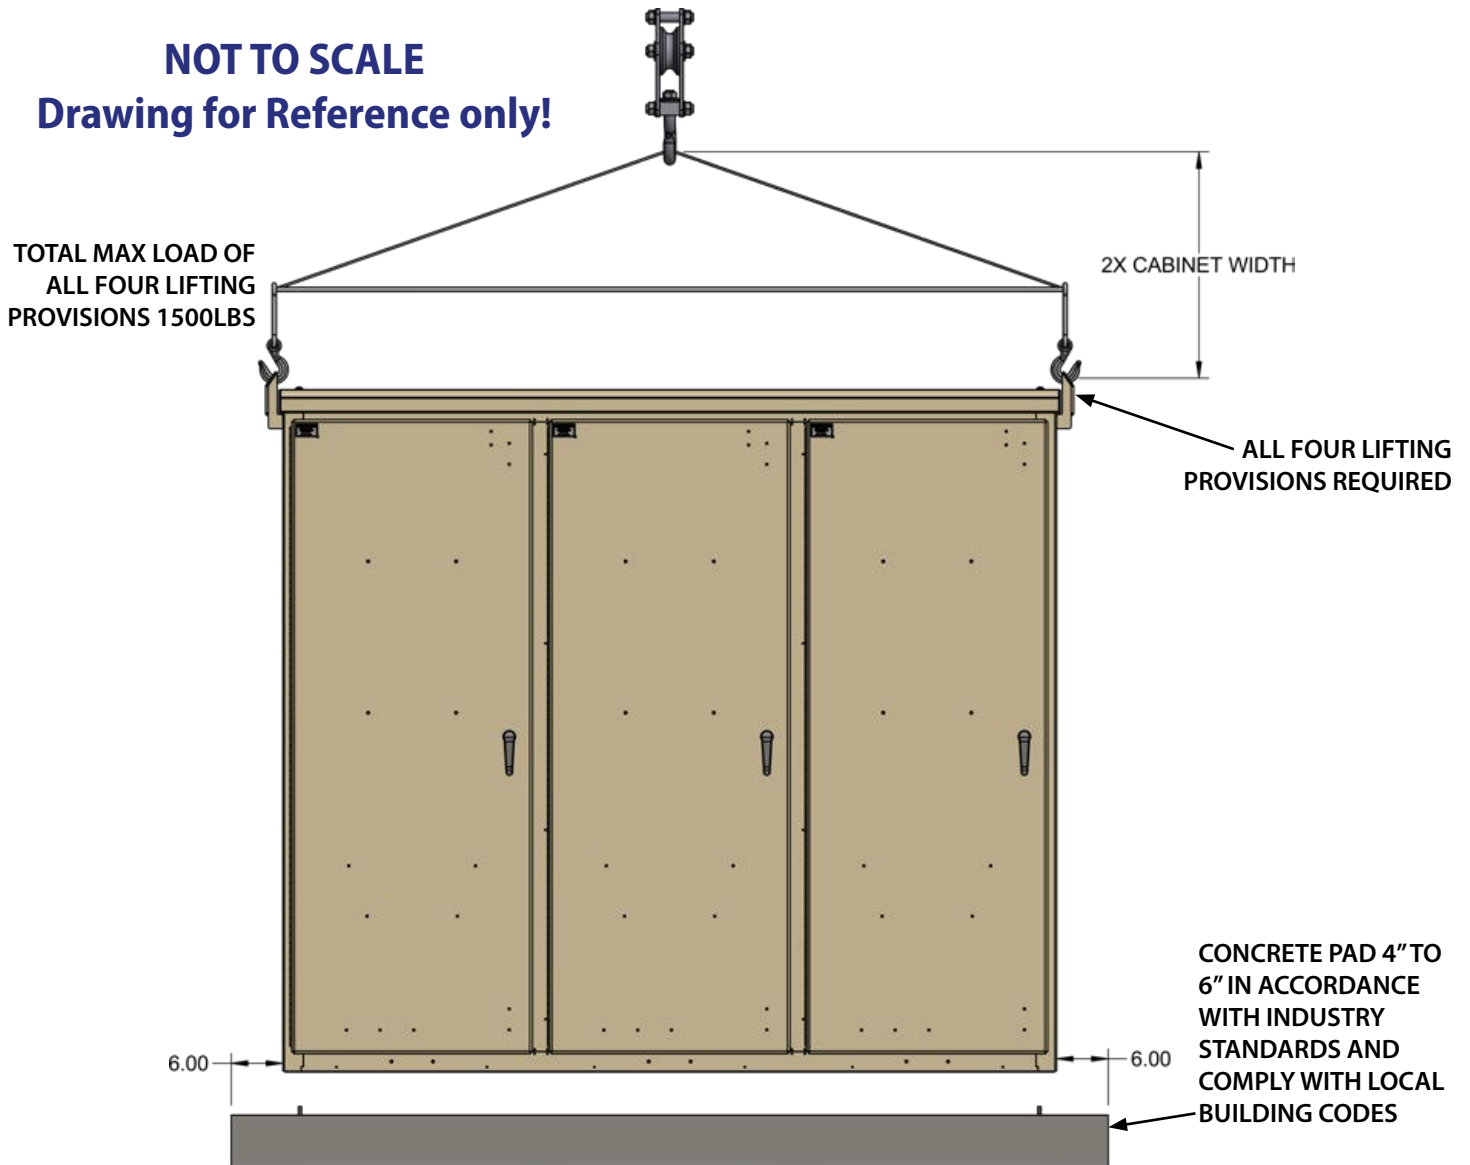 NOT TO SCALE
Drawing for Reference only!
TOTAL MAX LOAD OF
ALL FOUR LIFTING
PROVISIONS 1500LBS
2X CABINET WIDTH
ALL FOUR LIFTING
PROVISIONS REQUIRED
CONCRETE PAD 4” TO
6” IN ACCORDANCE
WITH INDUSTRY
STANDARDS AND
COMPLY WITH LOCAL
BUILDING CODES
6.00
6.00